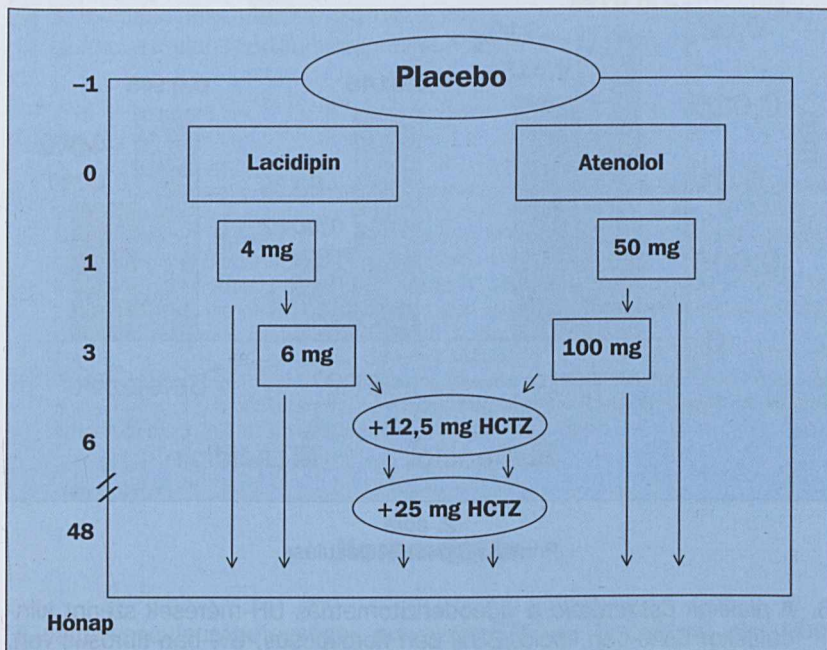 Placebo
–1
Lacidipin Atenolol
0
4 mg 50 mg
1
6 mg 100 mg
3
+12,5 mg HCTZ
6
+25 mg HCTZ
48
Hónap